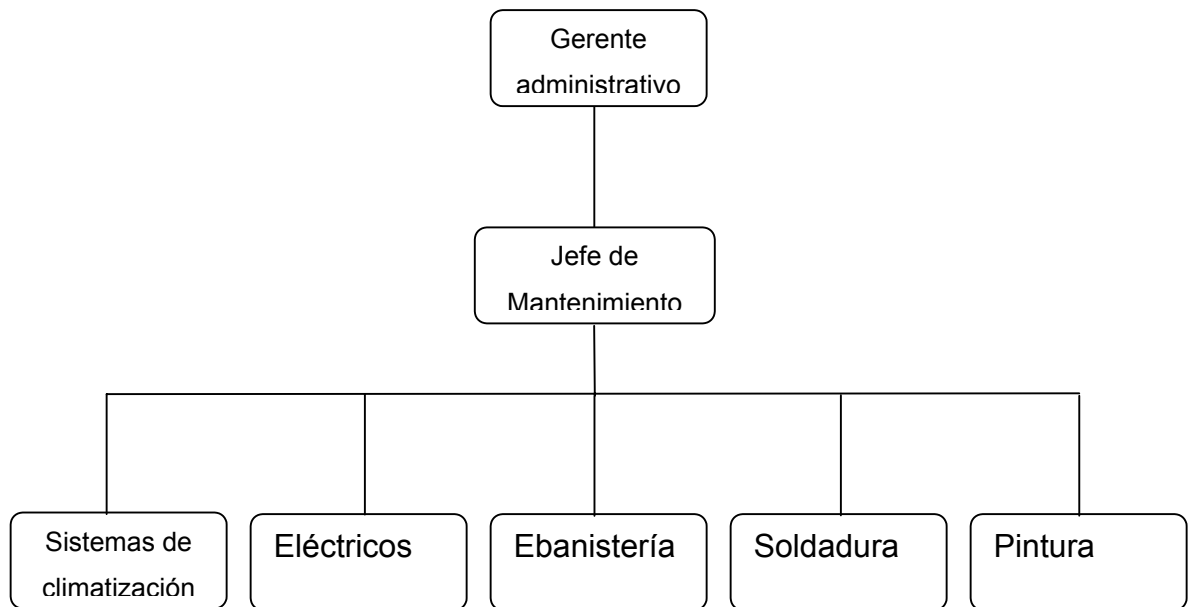 Gerente
administrativo
Jefe de
Mantenimiento
Sistemas de
climatización
Eléctricos
Ebanistería
Soldadura
Pintura